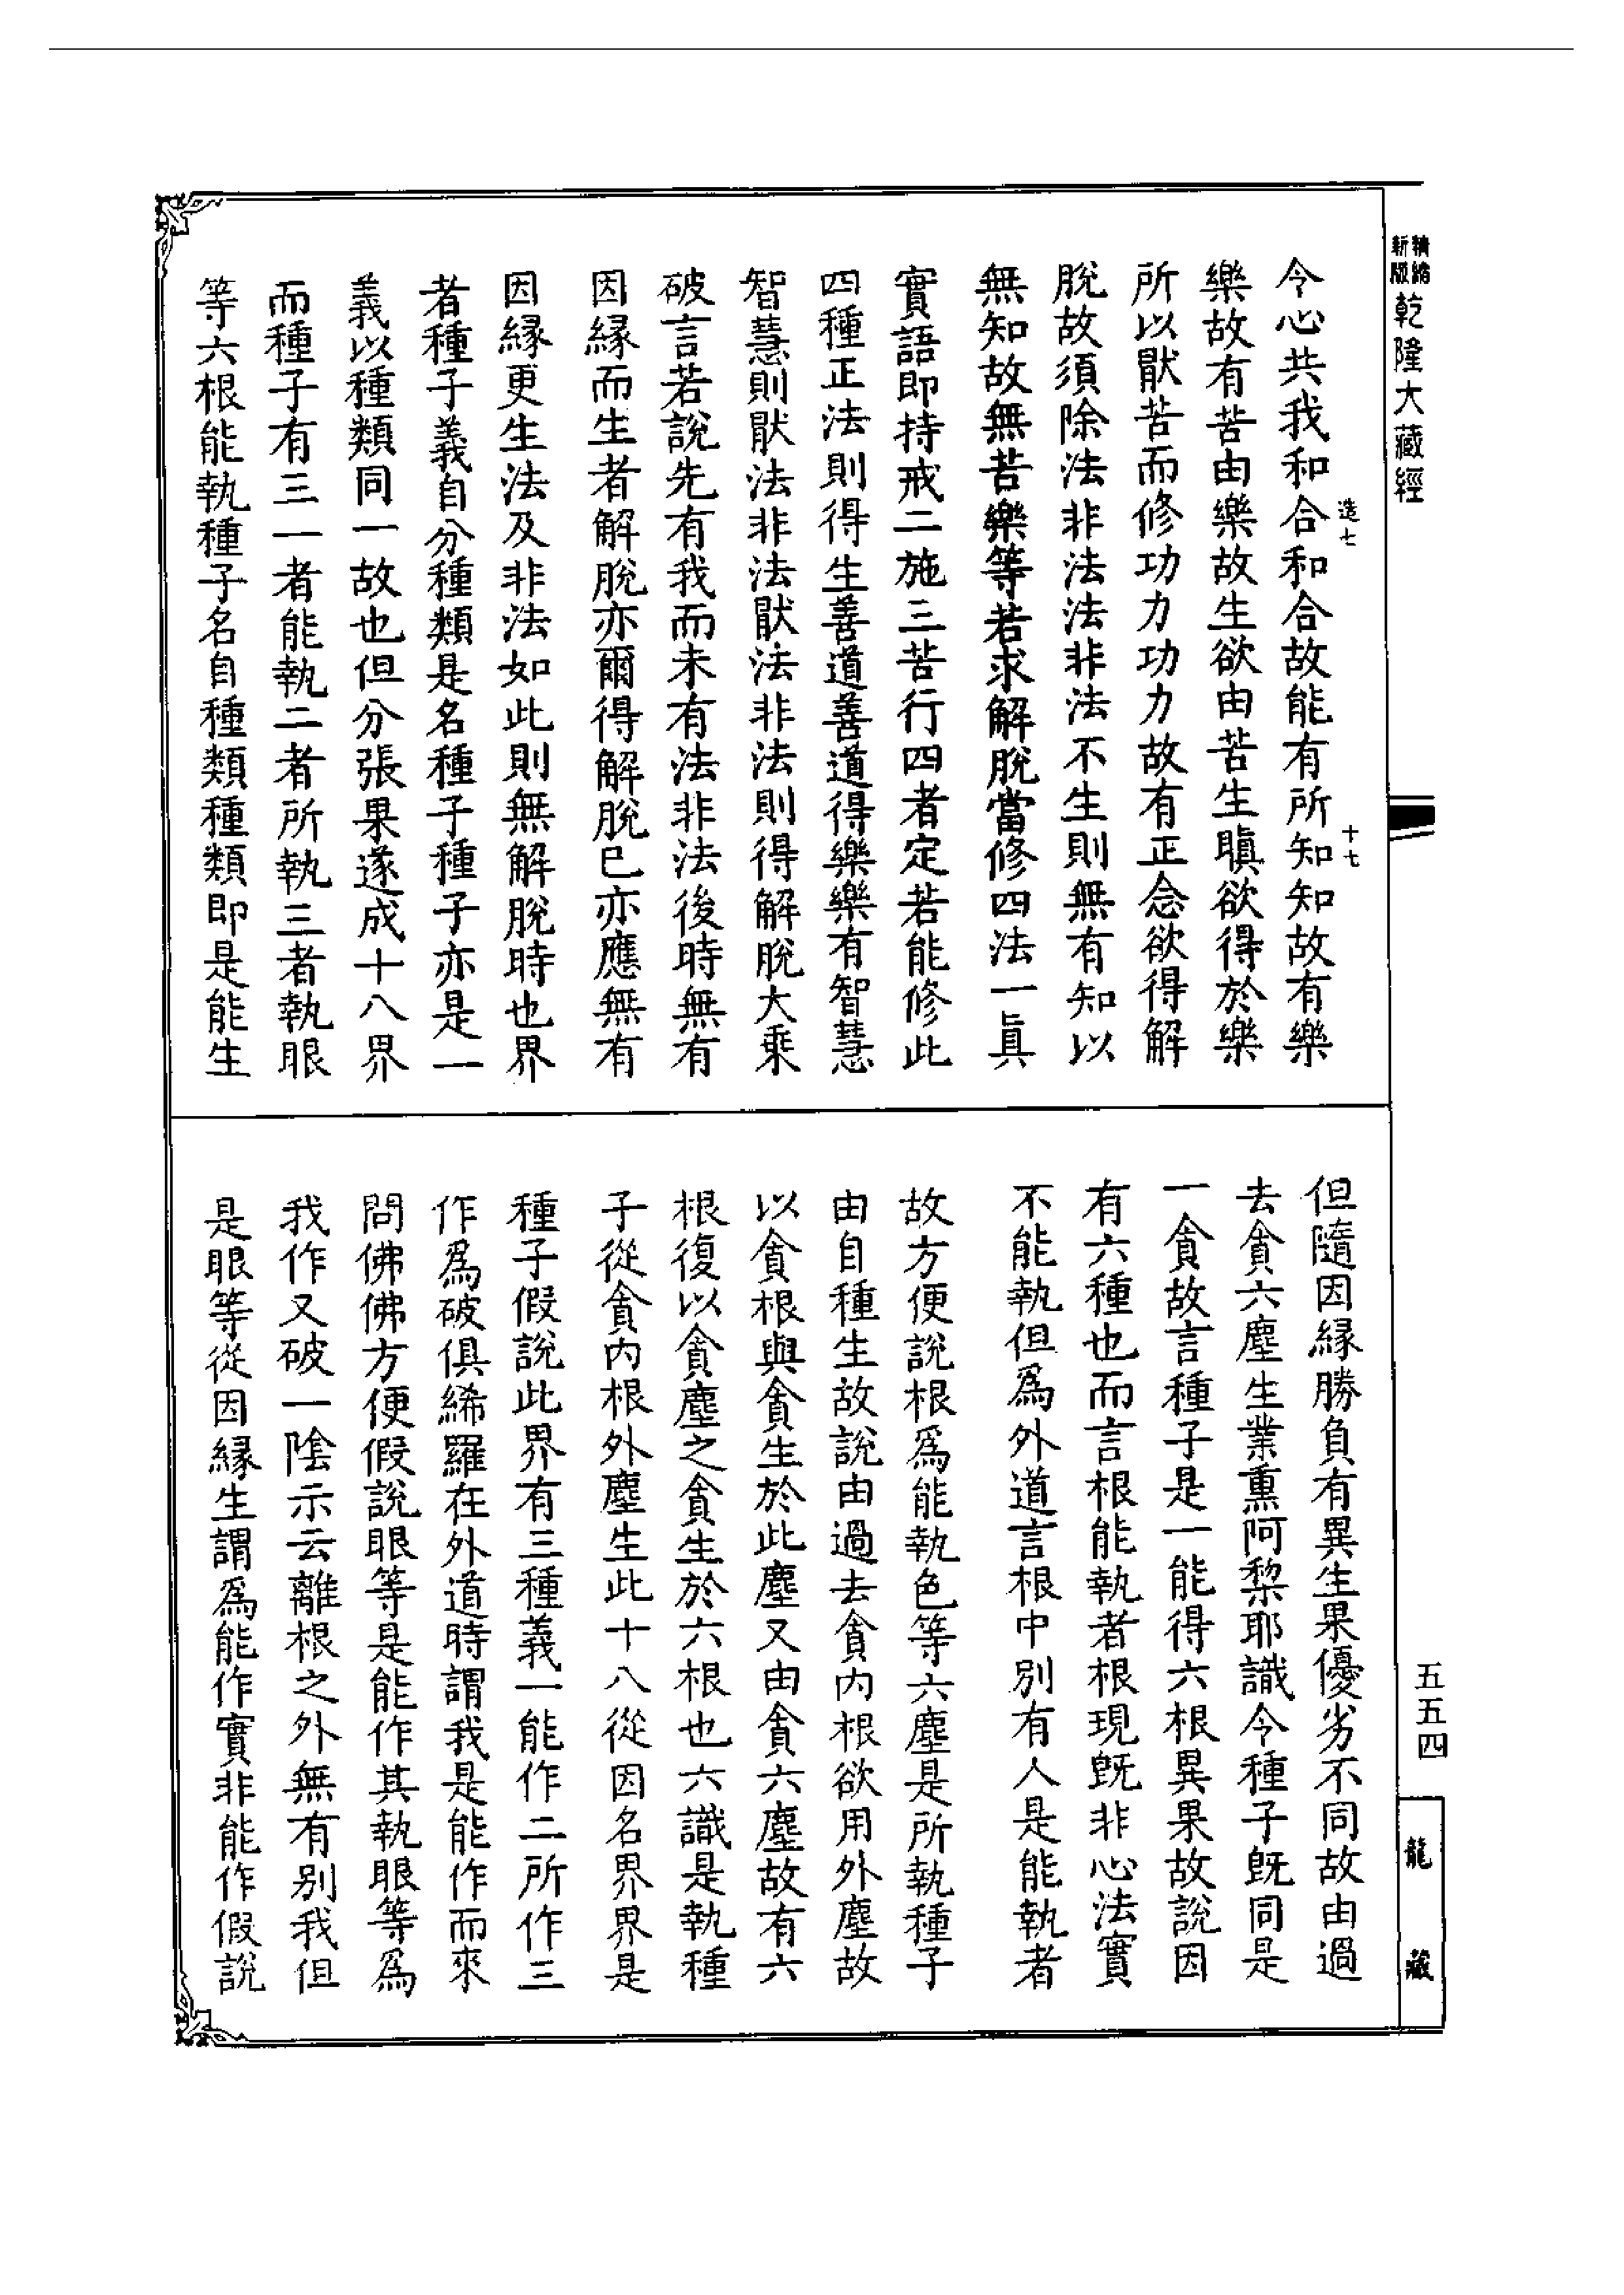 精縮
新版
乾隆大藏經
造七
十七
今心共我和合和合故能有所知知故有樂
樂故有苦由樂故生欲由苦生瞋欲得於樂
所以猒苦而修功力功力故有正念欲得解
脫故須除法非法法非法不生則無有知以
無知故無苦樂等若求解脫當修四法一真
實語即持戒二施三苦行四者定若能修此
四種正法則得生善道善道得樂樂有智慧
智慧則猒法非法猒法非法則得解脫大乘
破言若說先有我而未有法非法後時無有
因緣而生者解脫亦爾得解脫已亦應無有
因緣更生法及非法如此則無解脫時也界
者種子義自分種類是名種子種子亦是一
義以種類同一故也但分張果遂成十八界
而種子有三一者能執二者所執三者執眼
等六根能執種子名自種類種類即是能生
但隨因緣勝負有異生果優劣不同故由過
去貪六塵生業熏阿棃耶識今種子旣同是
一貪故言種子是一能得六根異果故說因
有六種也而言根能執者根現旣非心法實
不能執但為外道言根中別有人是能執者
故方便說根為能執色等六塵是所執種子
由自種生故說由過去貪內根欲用外塵故
以貪根與貪生於此塵又由貪六塵故有六
根復以貪塵之貪生於六根也六識是執種
子從貪內根外塵生此十八從因名界界是
種子假說此界有三種義一能作二所作三
作為破俱絺羅在外道時謂我是能作而來
問佛佛方便假說眼等是能作其執眼等為
我作又破一陰示云離根之外無有別我但
是眼等從因緣生謂為能作實非能作假說
五五四
龍藏